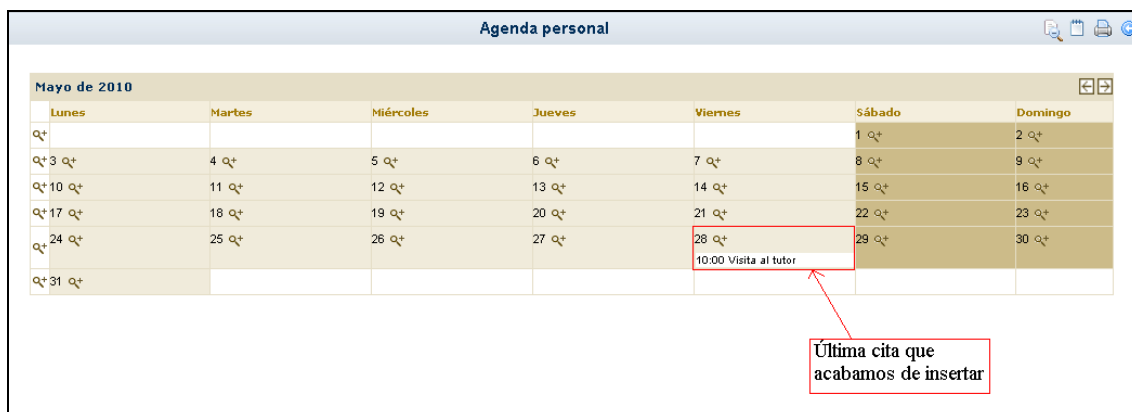 Agenda personal
Mayo de 2010
Lunes Martes Miércoles Jueves Viernes Sábado Domingo
1 2
3 4 5 6 7 8 9
10 11 12 13 14 15 16
17 18 19 20 21 22 23
24 25 26 27 28 29 30
10:00 Visita al tutor
31
Última cita que
acabamos de insertar